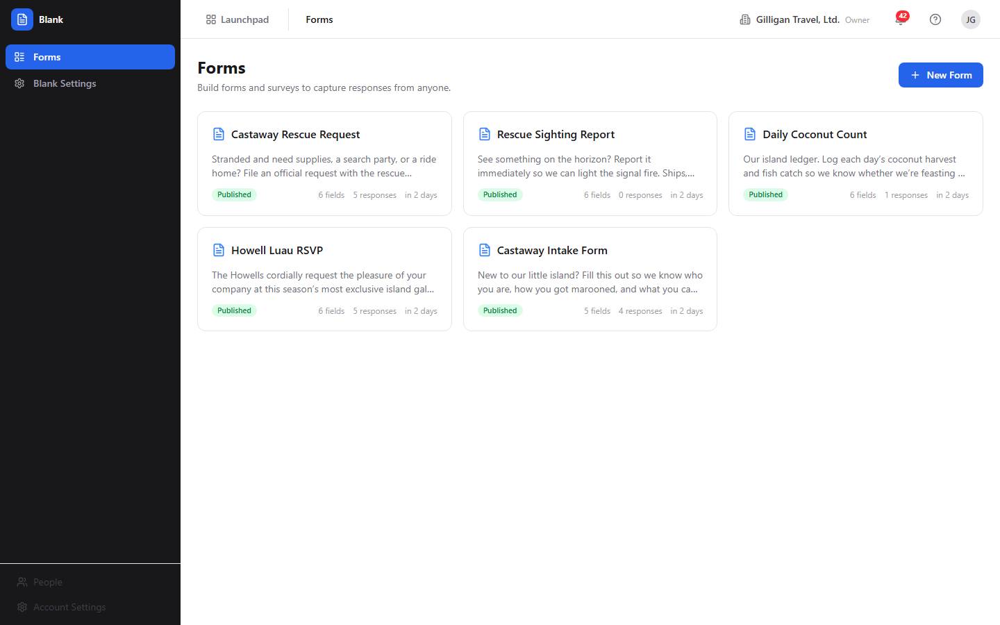 Blank
Forms
Blank Settings
People
Account Settings
Launchpad
Forms
Gilligan Travel, Ltd. Owner
42
JG
Forms
Build forms and surveys to capture responses from anyone.
New Form
Castaway Rescue Request
Stranded and need supplies, a search party, or a ride
home? File an official request with the rescue...
Published 6 fields 5 responses in 2 days
Rescue Sighting Report
See something on the horizon? Report it
immediately so we can light the signal fire. Ships,...
Published 6 fields 0 responses in 2 days
Daily Coconut Count
Our island ledger. Log each day’s coconut harvest
and fish catch so we know whether we’re feasting ...
Published 6 fields 1 responses in 2 days
Howell Luau RSVP
The Howells cordially request the pleasure of your
company at this season’s most exclusive island gal...
Published 6 fields 5 responses in 2 days
Castaway Intake Form
New to our little island? Fill this out so we know who
you are, how you got marooned, and what you ca...
Published 5 fields 4 responses in 2 days